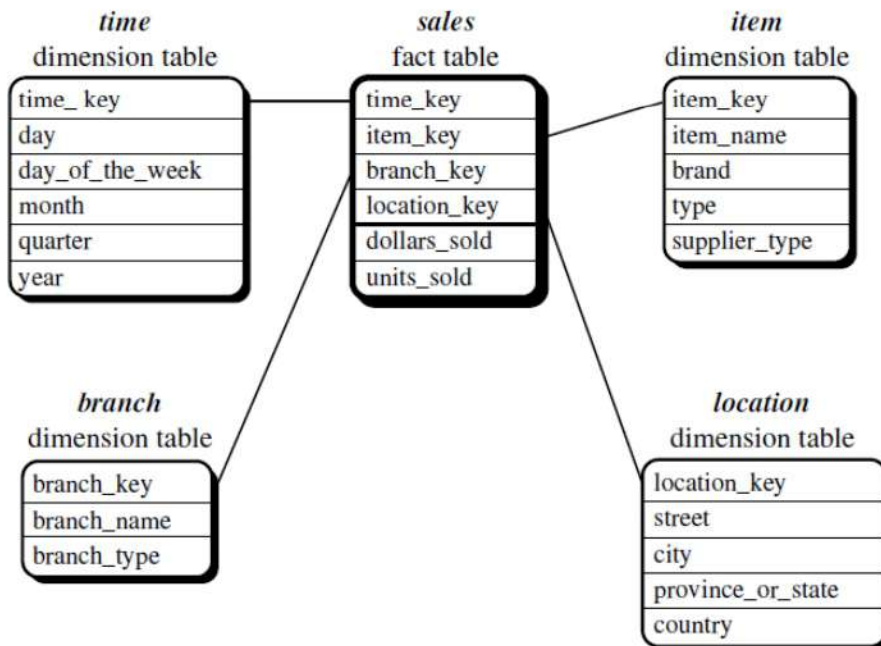 time
dimension table
time_ key
day
day_of_the_week
month
quarter
year
sales
fact table
time_key
item_key
branch_key
location_key
dollars_sold
units_sold
item
dimension table
item_key
item_name
brand
type
supplier_type
branch
dimension table
branch_key
branch_name
branch_type
location
dimension table
location_key
street
city
province_or_state
country